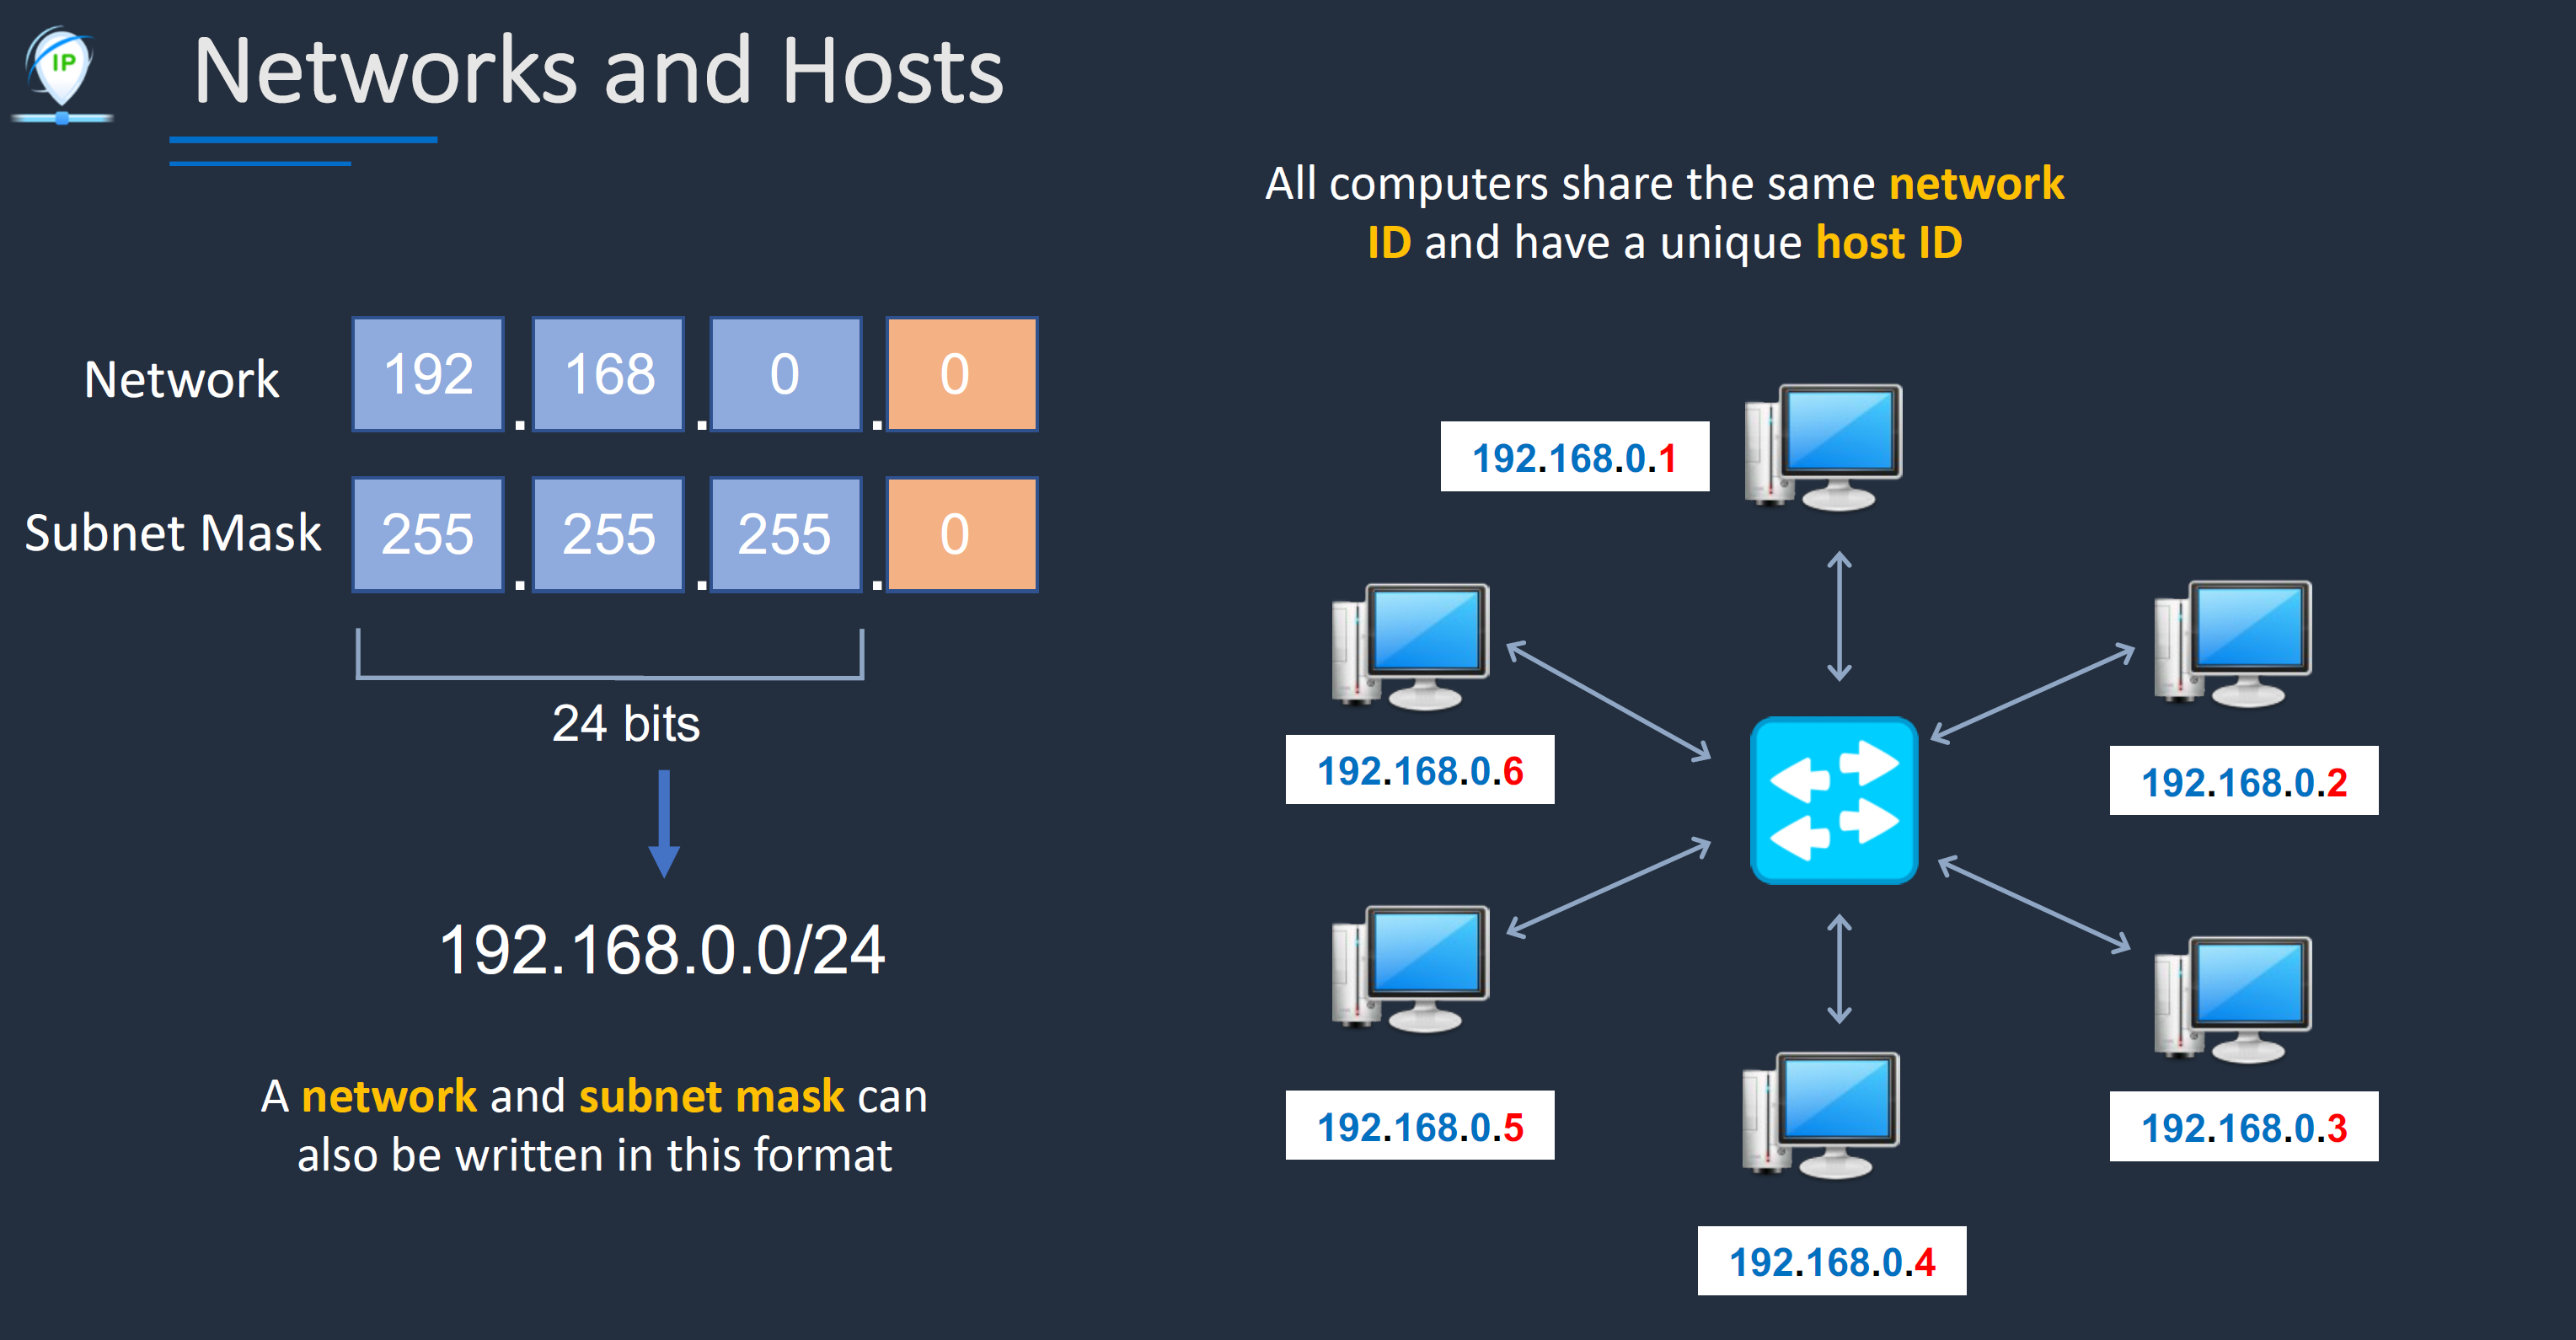 IP
Networks and Hosts
All computers share the same network
ID and have a unique host ID
Network
192.168.0.0
Subnet Mask
255.255.255.0
24 bits
192.168.0.0/24
A network and subnet mask can
also be written in this format
192.168.0.1
192.168.0.6
192.168.0.2
192.168.0.5
192.168.0.3
192.168.0.4